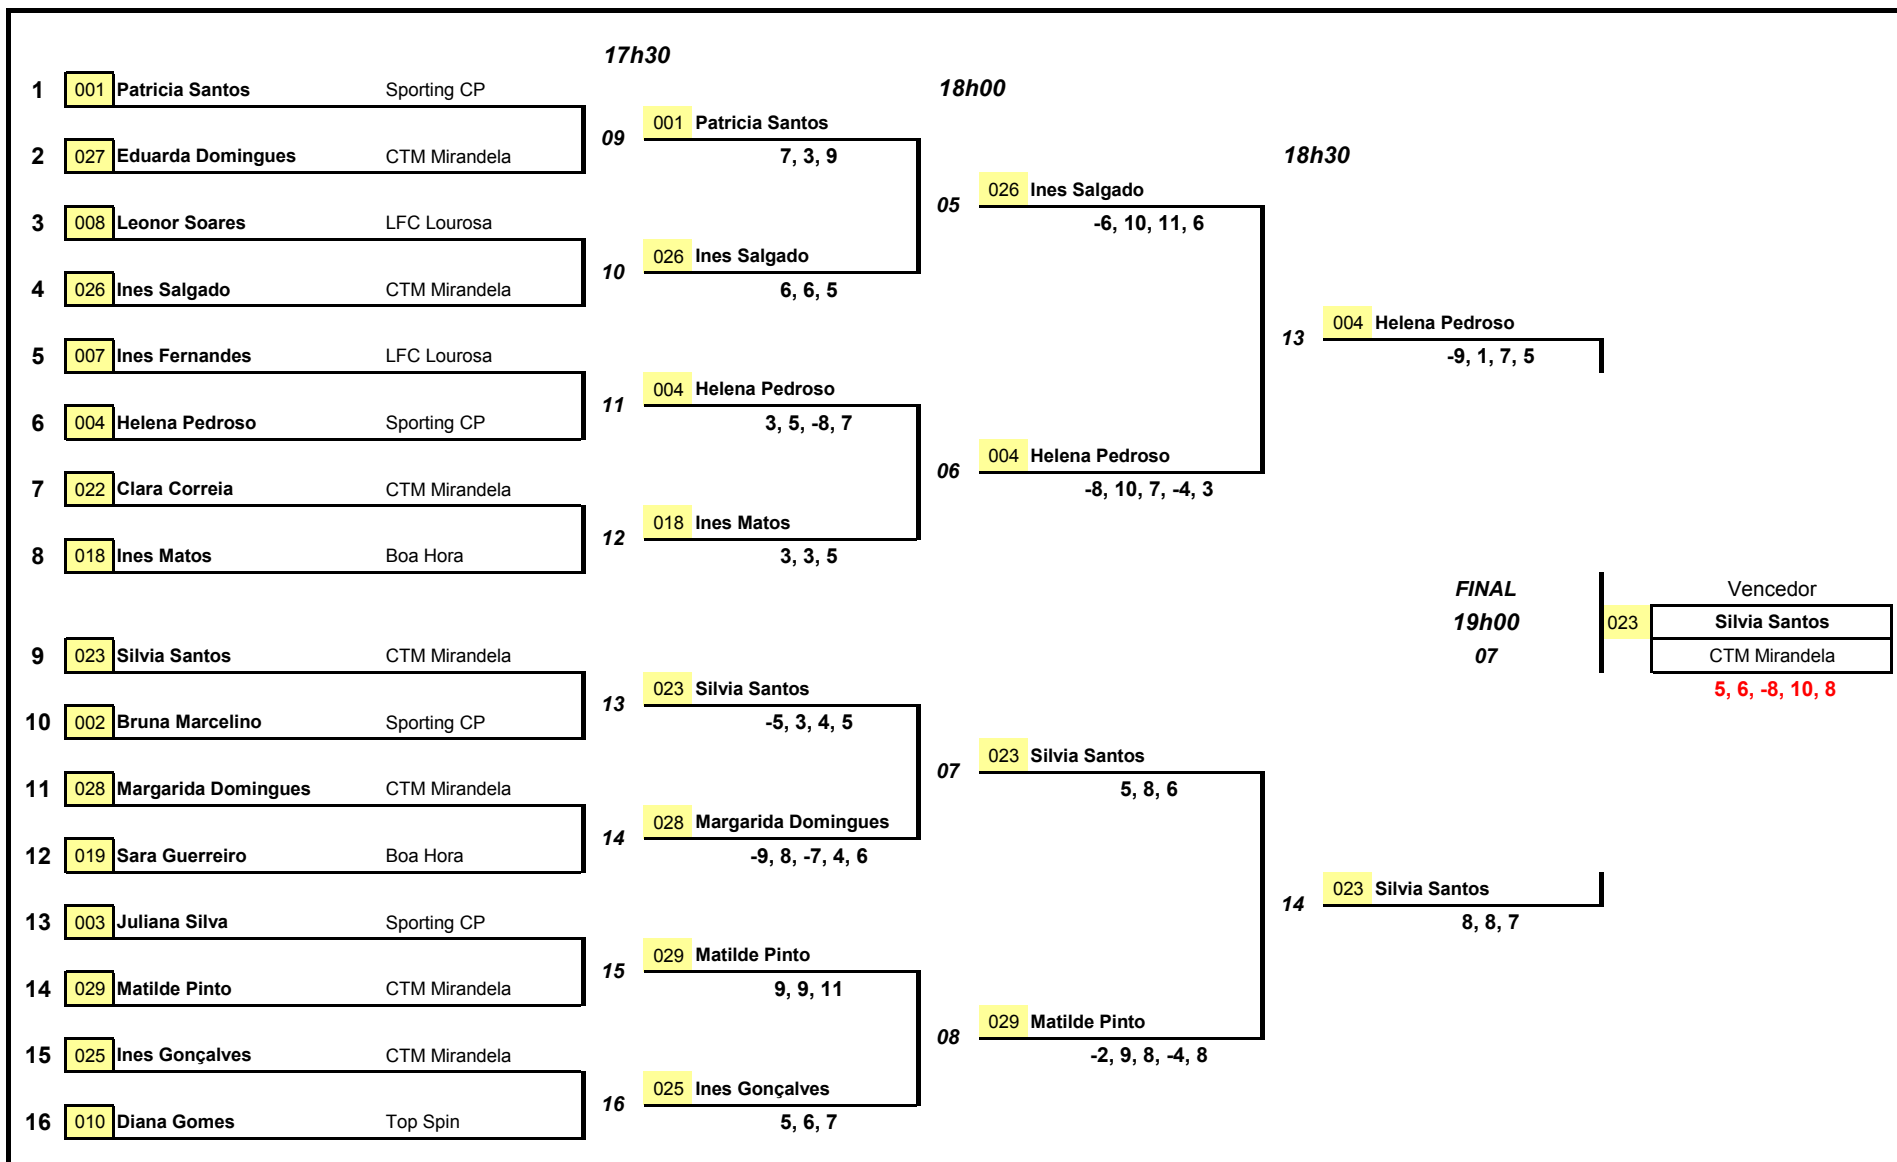 17h30
1 001 Patricia Santos Sporting CP
18h00
001 Patricia Santos
09
2 027 Eduarda Domingues CTM Mirandela
7, 3, 9
18h30
026 Ines Salgado
05
3 008 Leonor Soares LFC Lourosa
-6, 10, 11, 6
026 Ines Salgado
10
4 026 Ines Salgado CTM Mirandela
6, 6, 5
004 Helena Pedroso
13
5 007 Ines Fernandes LFC Lourosa
-9, 1, 7, 5
004 Helena Pedroso
11
6 004 Helena Pedroso Sporting CP
3, 5, -8, 7
004 Helena Pedroso
06
7 022 Clara Correia CTM Mirandela
-8, 10, 7, -4, 3
018 Ines Matos
12
8 018 Ines Matos Boa Hora
3, 3, 5
FINAL Vencedor
19h00 023 Silvia Santos
07 CTM Mirandela
9 023 Silvia Santos CTM Mirandela
5, 6, -8, 10, 8
023 Silvia Santos
13
10 002 Bruna Marcelino Sporting CP
-5, 3, 4, 5
023 Silvia Santos
07
11 028 Margarida Domingues CTM Mirandela
5, 8, 6
028 Margarida Domingues
14
12 019 Sara Guerreiro Boa Hora
-9, 8, -7, 4, 6
023 Silvia Santos
14
13 003 Juliana Silva Sporting CP
8, 8, 7
029 Matilde Pinto
15
14 029 Matilde Pinto CTM Mirandela
9, 9, 11
029 Matilde Pinto
08
15 025 Ines Gonçalves CTM Mirandela
-2, 9, 8, -4, 8
025 Ines Gonçalves
16
16 010 Diana Gomes Top Spin
5, 6, 7